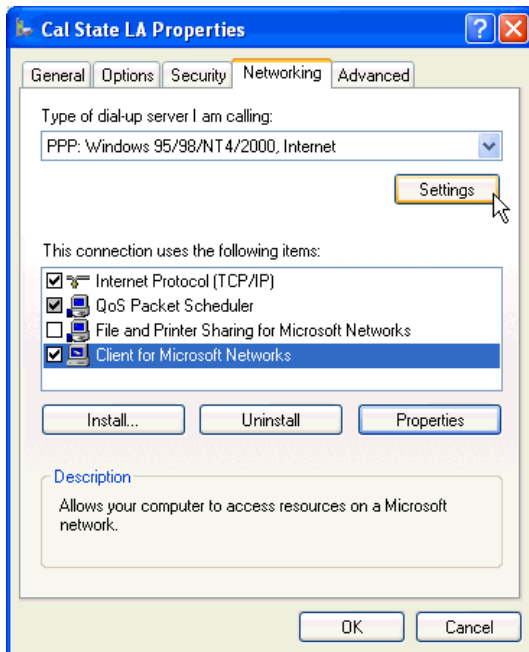 Cal State LA Properties
General Options Security Networking Advanced
Type of dial-up server I am calling:
PPP: Windows 95/98/NT4/2000, Internet
Settings
This connection uses the following items:
Internet Protocol (TCP/IP)
QoS Packet Scheduler
File and Printer Sharing for Microsoft Networks
Client for Microsoft Networks
Install... Uninstall Properties
Description
Allows your computer to access resources on a Microsoft
network.
OK Cancel